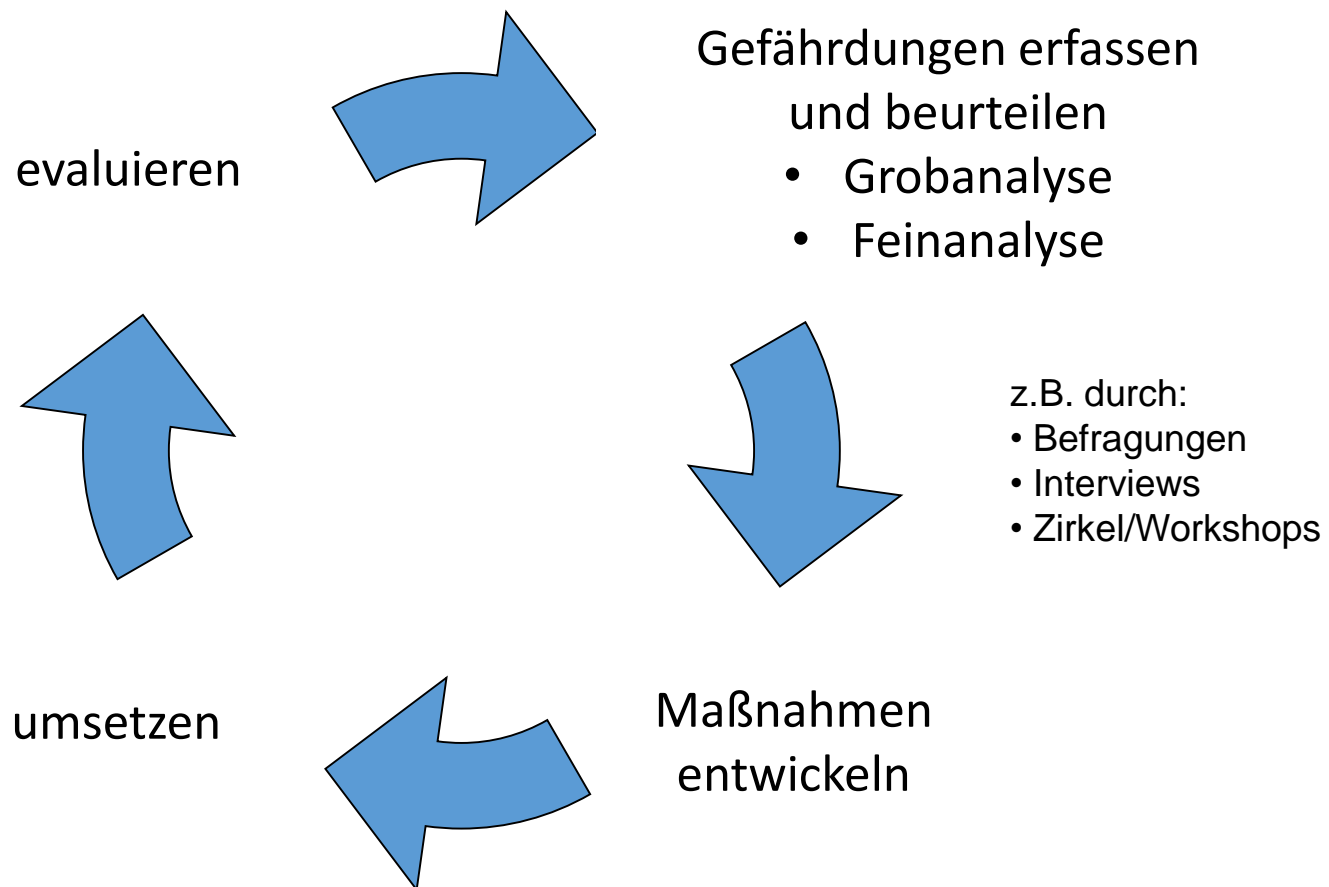 Gefährdungen erfassen
und beurteilen
• Grobanalyse
• Feinanalyse
evaluieren
z.B. durch:
• Befragungen
• Interviews
• Zirkel/Workshops
Maßnahmen
entwickeln
umsetzen